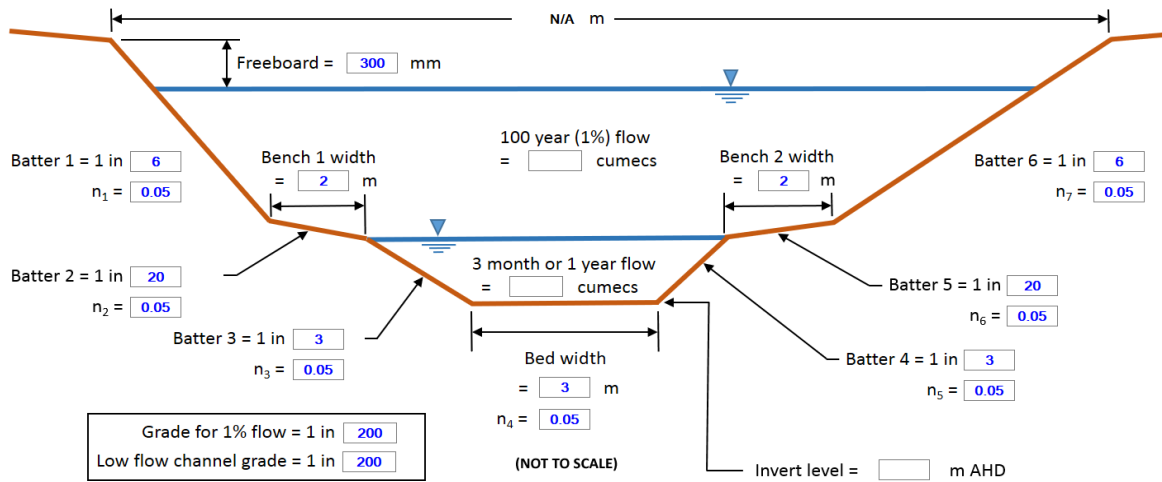 N/A m
Freeboard = 300 mm
100 year (1%) flow
= cumecs
Batter 1 = 1 in 6
n1 = 0.05
Bench 1 width
= 2 m
Bench 2 width
= 2 m
Batter 6 = 1 in 6
n7 = 0.05
3 month or 1 year flow
= cumecs
Batter 2 = 1 in 20
n2 = 0.05
Batter 5 = 1 in 20
n6 = 0.05
Batter 3 = 1 in 3
n3 = 0.05
Bed width
= 3 m
n4 = 0.05
Batter 4 = 1 in 3
n5 = 0.05
Grade for 1% flow = 1 in 200
Low flow channel grade = 1 in 200
(NOT TO SCALE)
Invert level = m AHD